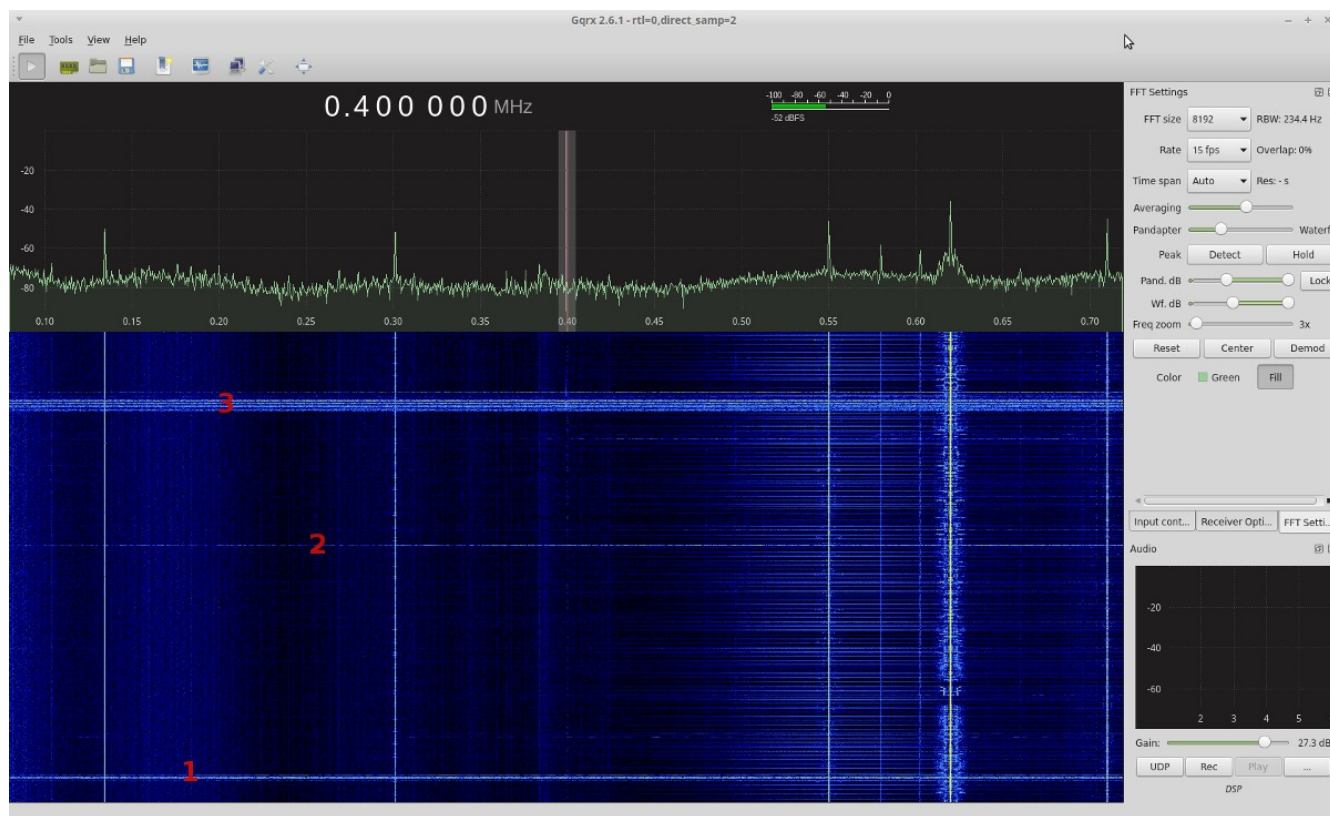 Gqrx 2.6.1 - rtl=0,direct_samp=2
File Tools View Help
0.400 000 MHz
-100 -80 -60 -40 -20 0
-52 dBFS
-20
-40
-60
-80
0.10 0.15 0.20 0.25 0.30 0.35 0.40 0.45 0.50 0.55 0.60 0.65 0.70
3
2
1
FFT Settings
FFT size 8192 RBW: 234.4 Hz
Rate 15 fps Overlap: 0%
Time span Auto Res: - s
Averaging
Pandapter Waterf
Peak Detect Hold
Pand. dB Lock
Wf. dB
Freq zoom 3x
Reset Center Demod
Color Green Fill
Input cont... Receiver Opti... FFT Setti...
Audio
-20
-40
-60
2 3 4 5
Gain: 27.3 dB
UDP Rec Play ...
DSP